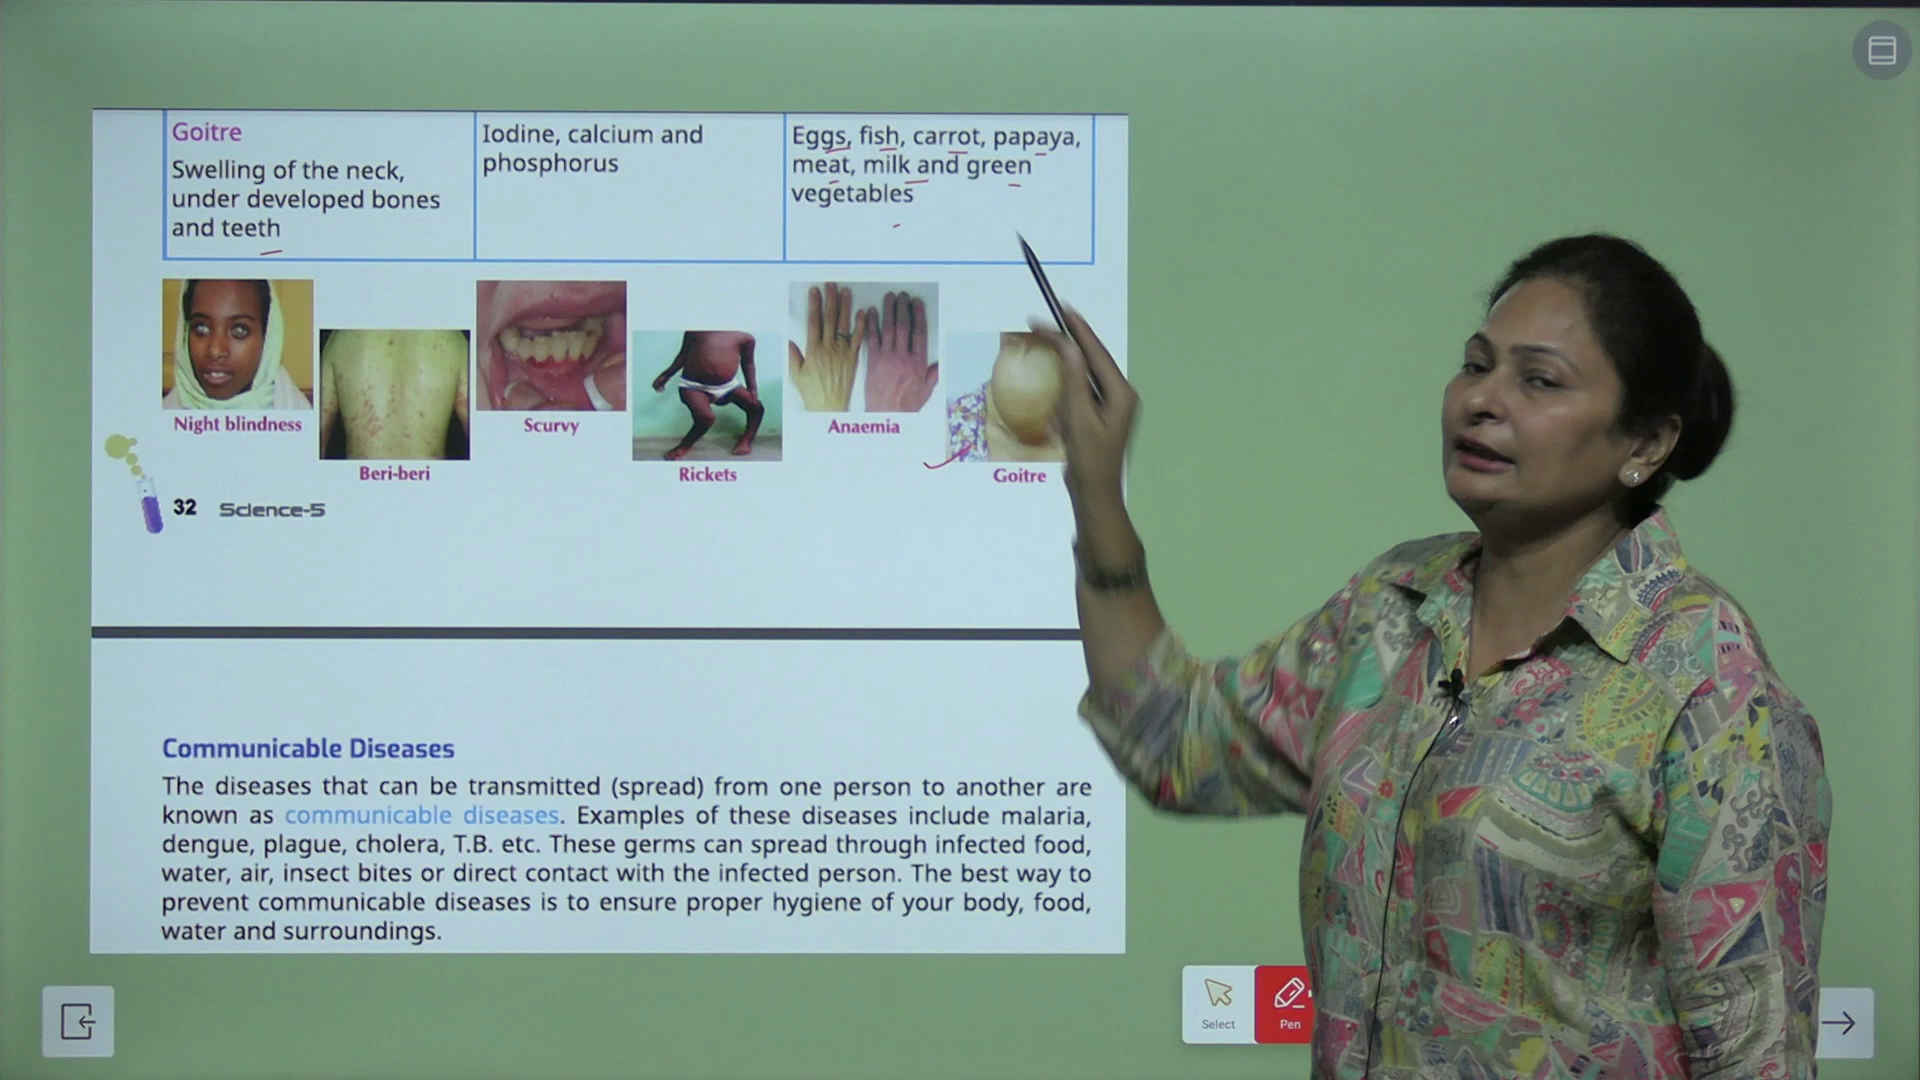 Goitre
Swelling of the neck,
under developed bones
and teeth
Iodine, calcium and
phosphorus
Eggs, fish, carrot, papaya,
meat, milk and green
vegetables
Night blindness
Beri-beri
Scurvy
Rickets
Anaemia
Goitre
32 Science-5
Communicable Diseases
The diseases that can be transmitted (spread) from one person to another are
known as communicable diseases. Examples of these diseases include malaria,
dengue, plague, cholera, T.B. etc. These germs can spread through infected food,
water, air, insect bites or direct contact with the infected person. The best way to
prevent communicable diseases is to ensure proper hygiene of your body, food,
water and surroundings.
Select
Pen